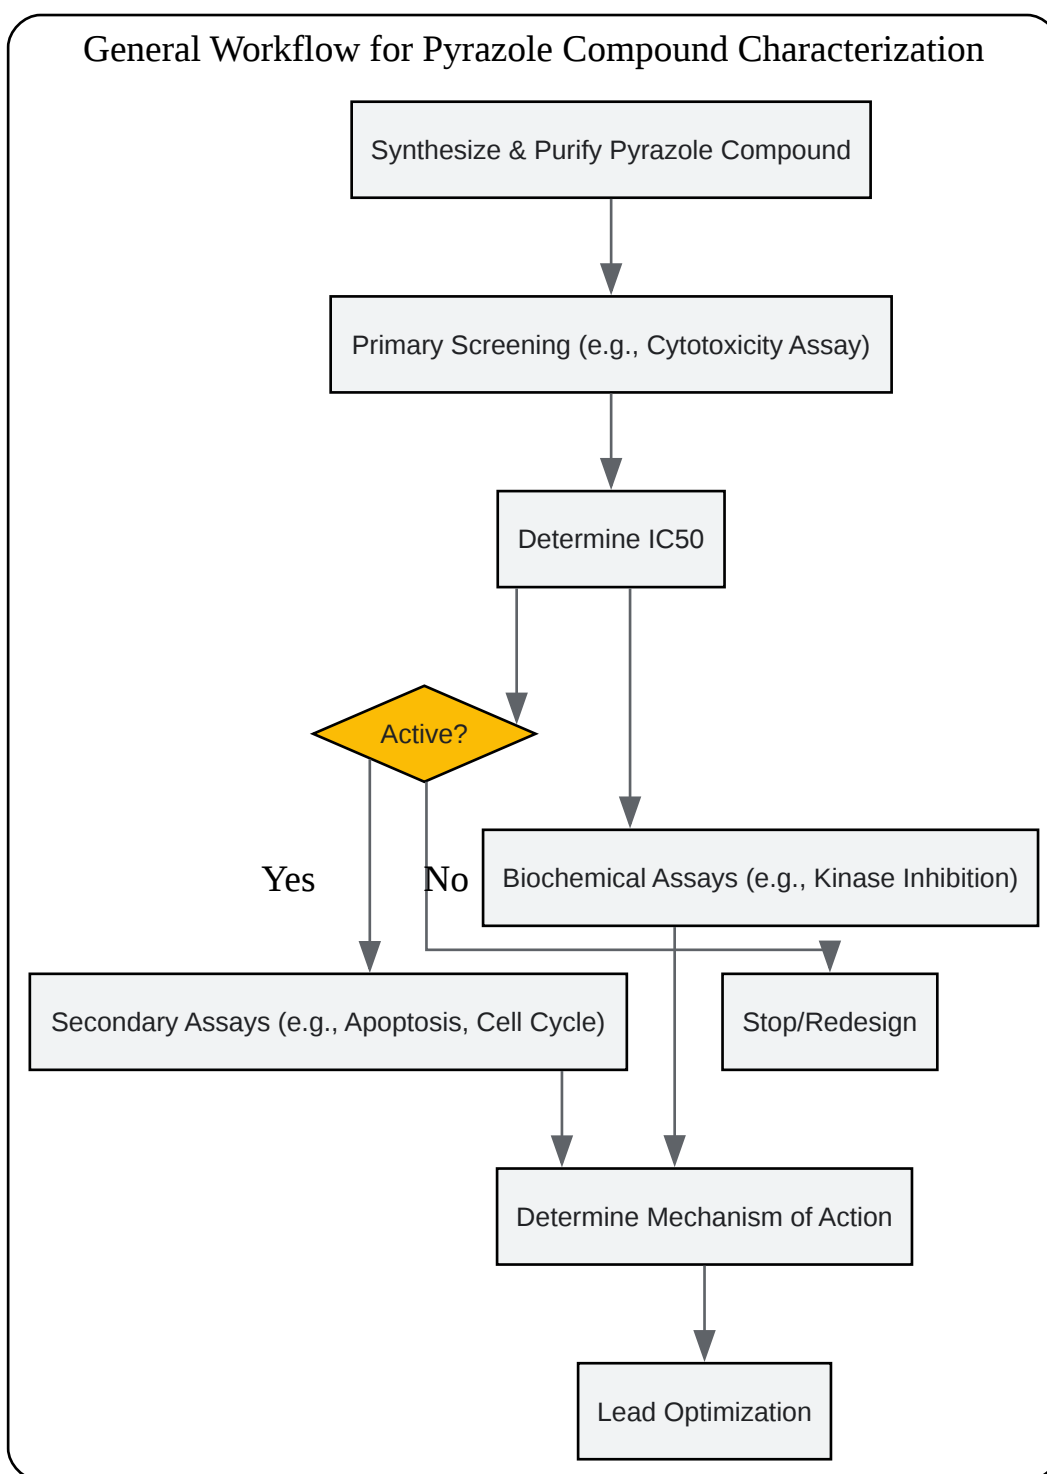 General Workflow for Pyrazole Compound Characterization
Synthesize & Purify Pyrazole Compound
Primary Screening (e.g., Cytotoxicity Assay)
Determine IC50
Active?
Yes
No
Biochemical Assays (e.g., Kinase Inhibition)
Secondary Assays (e.g., Apoptosis, Cell Cycle)
Stop/Redesign
Determine Mechanism of Action
Lead Optimization